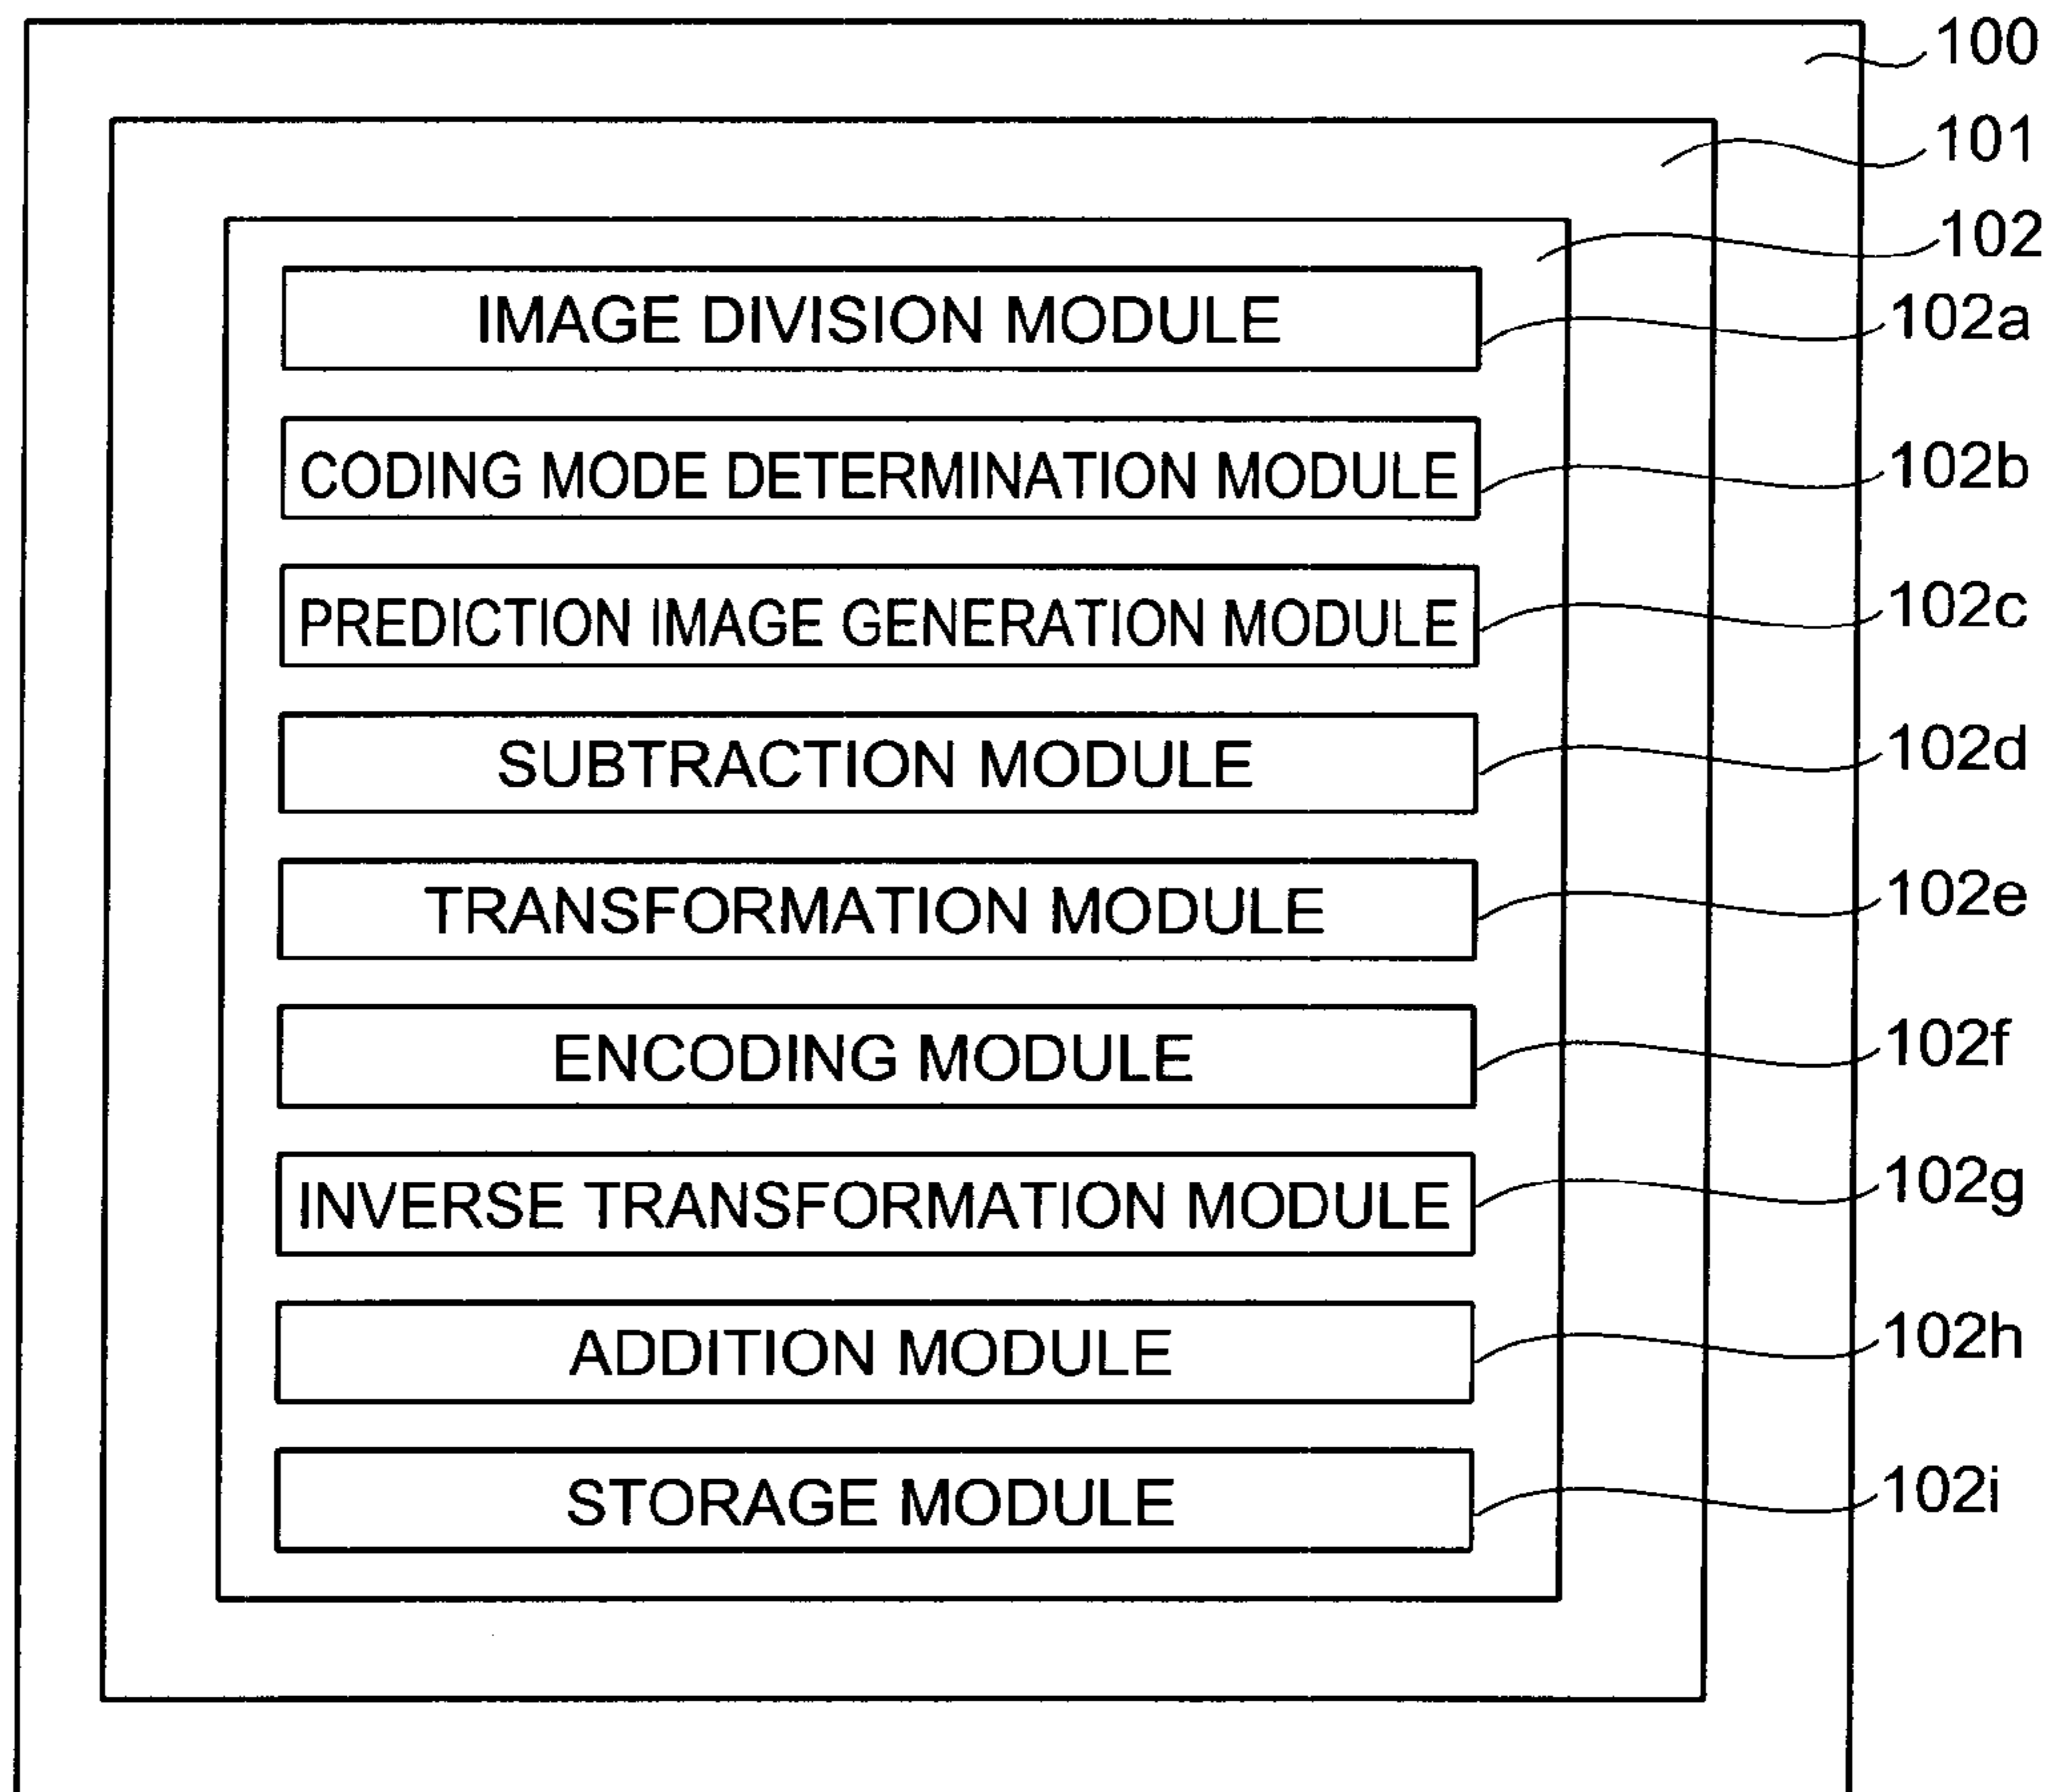 100
101
102
IMAGE DIVISION MODULE 102a
CODING MODE DETERMINATION MODULE 102b
PREDICTION IMAGE GENERATION MODULE 102c
SUBTRACTION MODULE 102d
TRANSFORMATION MODULE 102e
ENCODING MODULE 102f
INVERSE TRANSFORMATION MODULE 102g
ADDITION MODULE 102h
STORAGE MODULE 102i